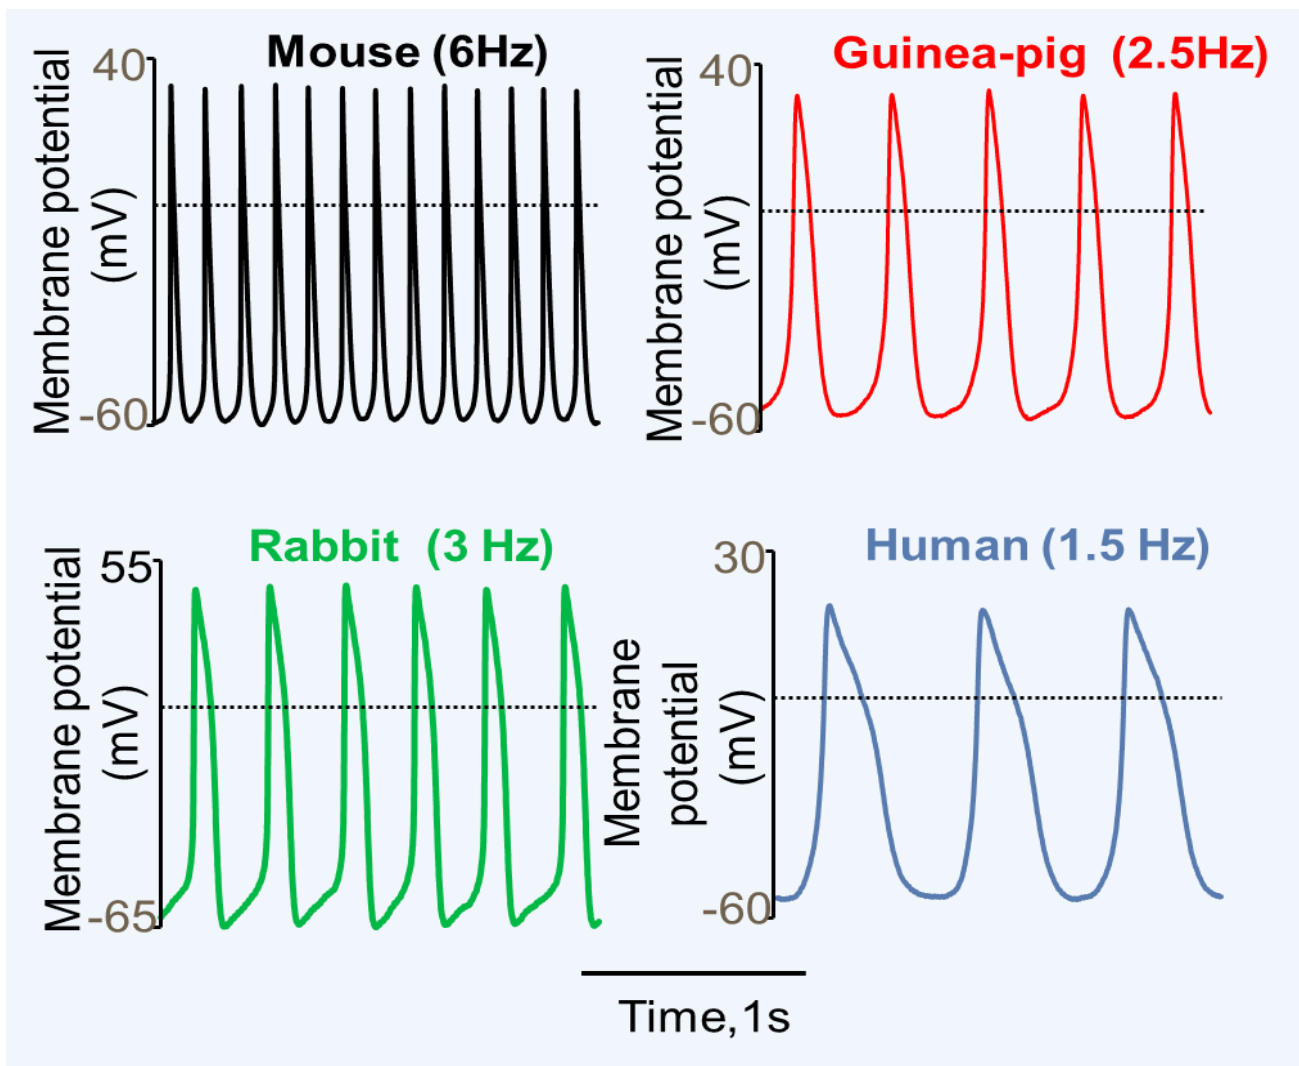 Mouse (6Hz)
40
Membrane potential
(mV)
-60
Guinea-pig (2.5Hz)
40
Membrane potential
(mV)
-60
Rabbit (3 Hz)
55
Membrane potential
(mV)
-65
Human (1.5 Hz)
30
Membrane
potential
(mV)
-60
Time,1s